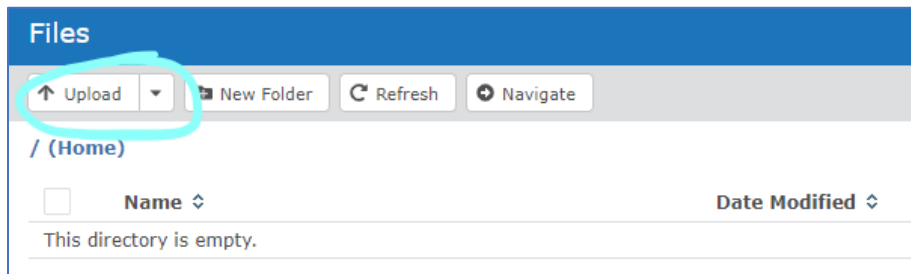 Files
Upload New Folder Refresh Navigate
/ (Home)
Name Date Modified
This directory is empty.